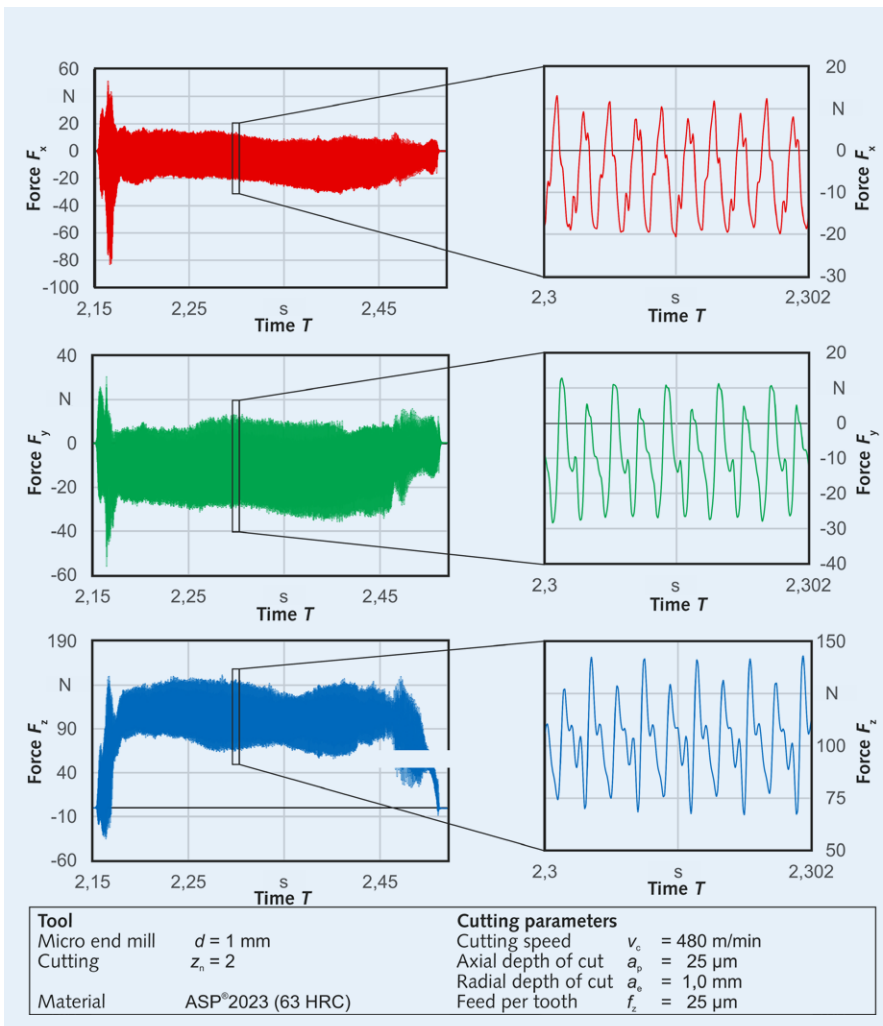 60
N
20
0
-20
-40
-60
-80
-100
Force Fx
2,15
2,25
s
2,45
Time T
20
N
0
-10
-20
-30
Force Fx
2,3
s
2,302
Time T
40
N
0
-20
-40
-60
Force Fy
2,15
2,25
s
2,45
Time T
20
N
0
-10
-20
-30
-40
Force Fy
2,3
s
2,302
Time T
190
N
90
40
-10
-60
Force Fz
2,15
2,25
s
2,45
Time T
150
N
100
75
50
Force Fz
2,3
s
2,302
Time T
Tool
Micro end mill d = 1 mm
Cutting zn = 2
Material ASP®2023 (63 HRC)
Cutting parameters
Cutting speed vc = 480 m/min
Axial depth of cut ap = 25 µm
Radial depth of cut ae = 1,0 mm
Feed per tooth fz = 25 µm